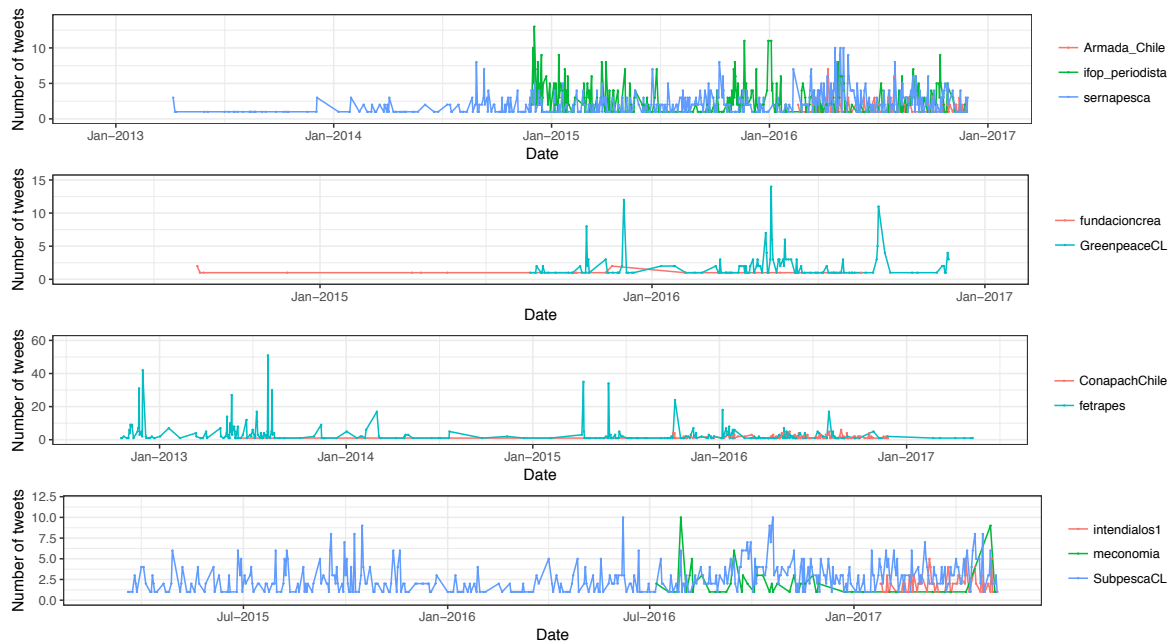 Number of tweets
10
5
0
Jan–2013
Jan–2014
Jan–2015
Jan–2016
Jan–2017
Date
Armada_Chile
ifop_periodista
sernapesca
Number of tweets
15
10
5
0
Jan–2015
Jan–2016
Jan–2017
Date
fundacioncrea
GreenpeaceCL
Number of tweets
60
40
20
0
Jan–2013
Jan–2014
Jan–2015
Jan–2016
Jan–2017
Date
ConapachChile
fetrapes
Number of tweets
12.5
10.0
7.5
5.0
2.5
0.0
Jul–2015
Jan–2016
Jul–2016
Jan–2017
Date
intendialos1
meconomia
SubpescaCL